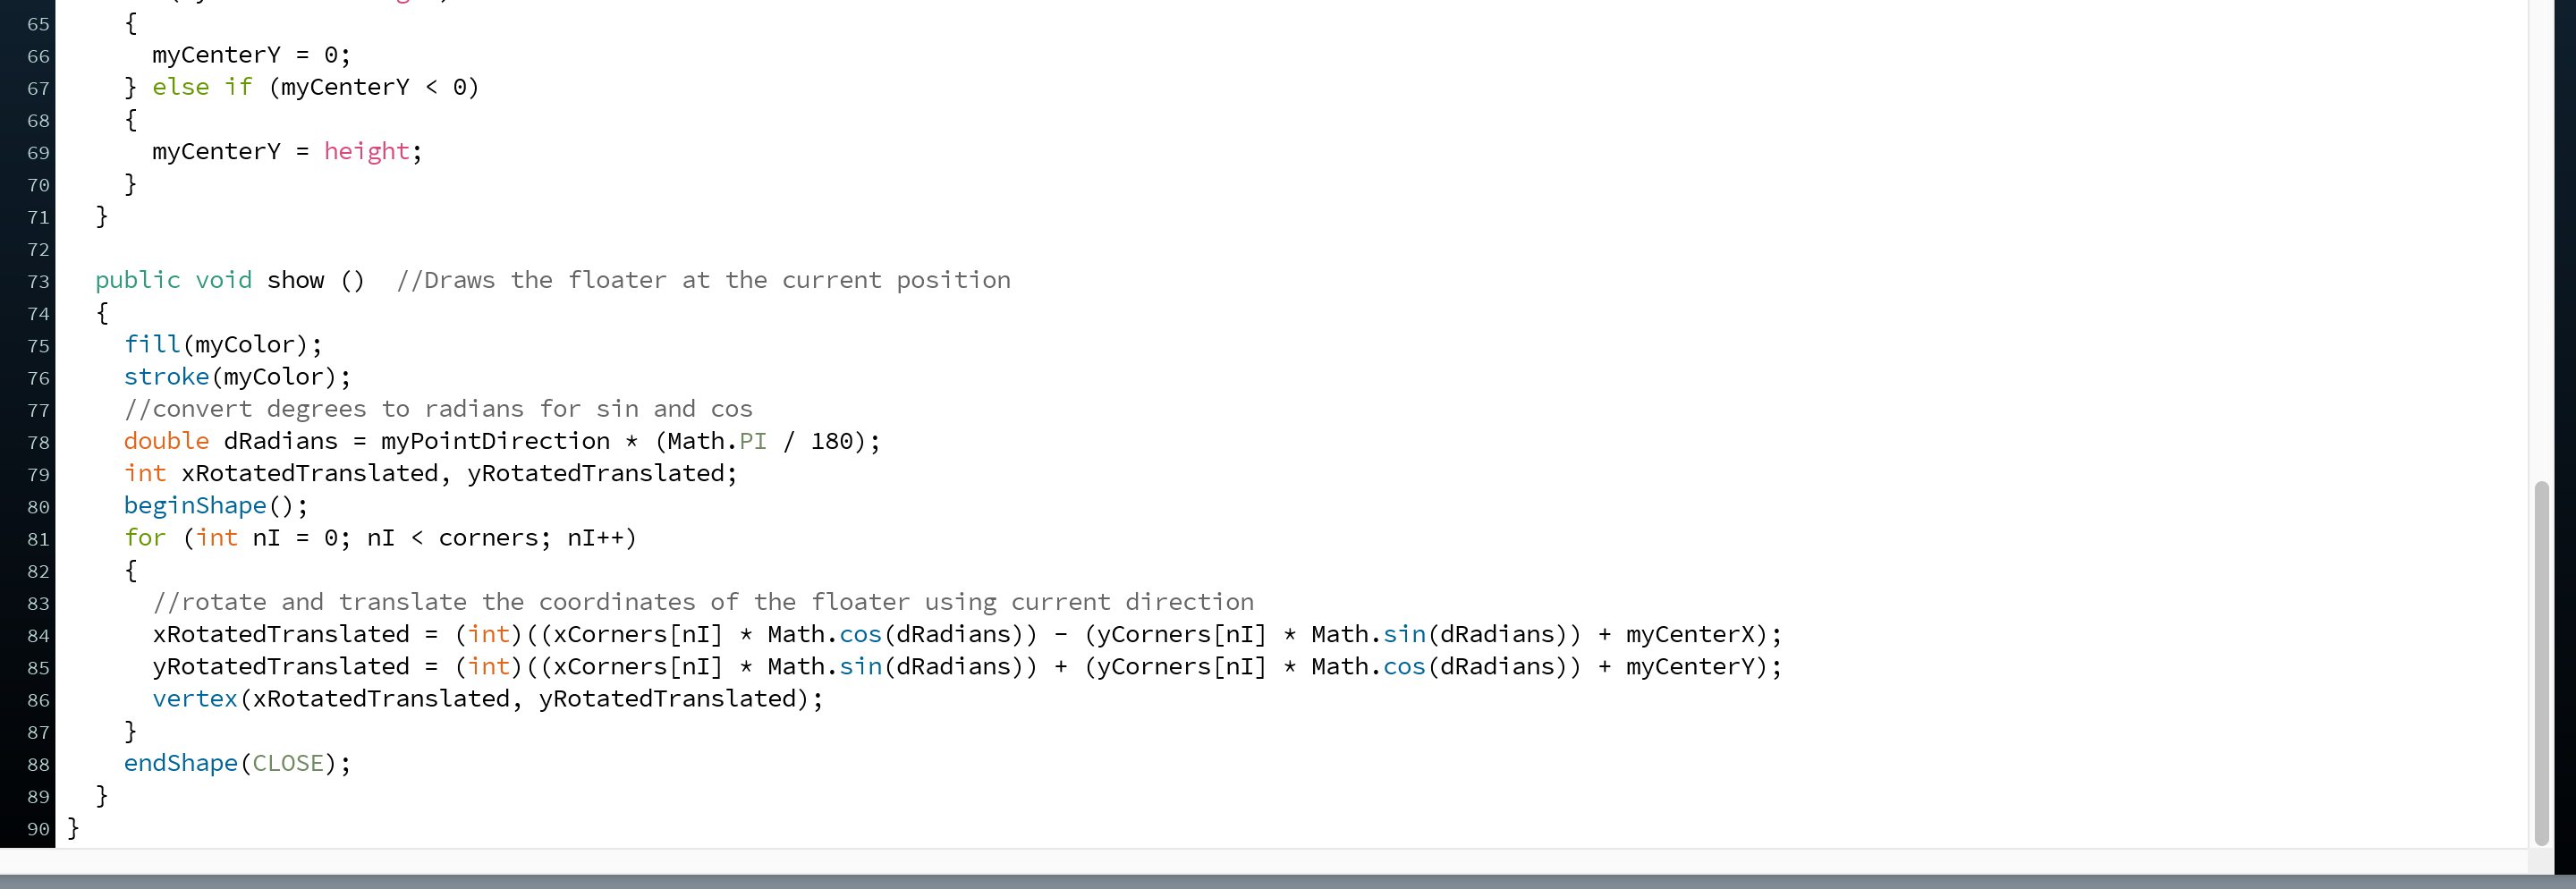 65 {
66 myCenterY = 0;
67 } else if (myCenterY < 0)
68 {
69 myCenterY = height;
70 }
71 }
72
73 public void show ()  //Draws the floater at the current position
74 {
75 fill(myColor);
76 stroke(myColor);
77 //convert degrees to radians for sin and cos
78 double dRadians = myPointDirection * (Math.PI / 180);
79 int xRotatedTranslated, yRotatedTranslated;
80 beginShape();
81 for (int nI = 0; nI < corners; nI++)
82 {
83 //rotate and translate the coordinates of the floater using current direction
84 xRotatedTranslated = (int)((xCorners[nI] * Math.cos(dRadians)) - (yCorners[nI] * Math.sin(dRadians)) + myCenterX);
85 yRotatedTranslated = (int)((xCorners[nI] * Math.sin(dRadians)) + (yCorners[nI] * Math.cos(dRadians)) + myCenterY);
86 vertex(xRotatedTranslated, yRotatedTranslated);
87 }
88 endShape(CLOSE);
89 }
90 }